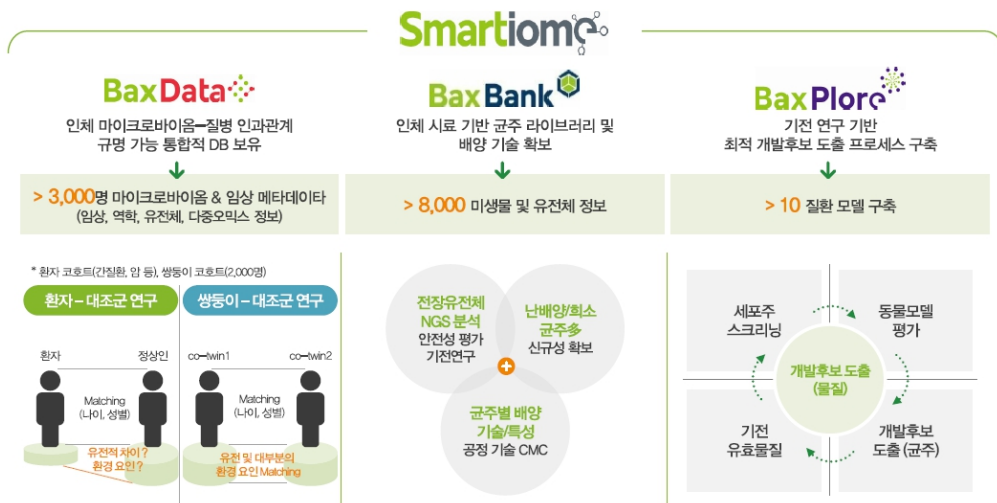 Smartiome
BaxData
인체 마이크로바이옴-질병 인과관계
규명 가능 통합적 DB 보유
> 3,000명 마이크로바이옴 & 임상 메타데이타
(임상, 역학, 유전체, 다중오믹스 정보)
* 환자 코호트(간질환, 암 등), 쌍둥이 코호트(2,000명)
환자 – 대조군 연구
쌍둥이 – 대조군 연구
환자
정상인
co-twin1
co-twin2
Matching
(나이, 성별)
Matching
(나이, 성별)
유전적 차이?
환경 요인?
유전 및 대부분의
환경 요인 Matching
BaxBank
인체 시료 기반 균주 라이브러리 및
배양 기술 확보
> 8,000 미생물 및 유전체 정보
전장유전체
NGS 분석
안전성 평가
기전연구
난배양/희소
균주多
신규성 확보
균주별 배양
기술/특성
공정 기술 CMC
BaxPlore
기전 연구 기반
최적 개발후보 도출 프로세스 구축
> 10 질환 모델 구축
세포주
스크리닝
동물모델
평가
개발후보 도출
(물질)
기전
유효물질
개발후보
도출 (균주)